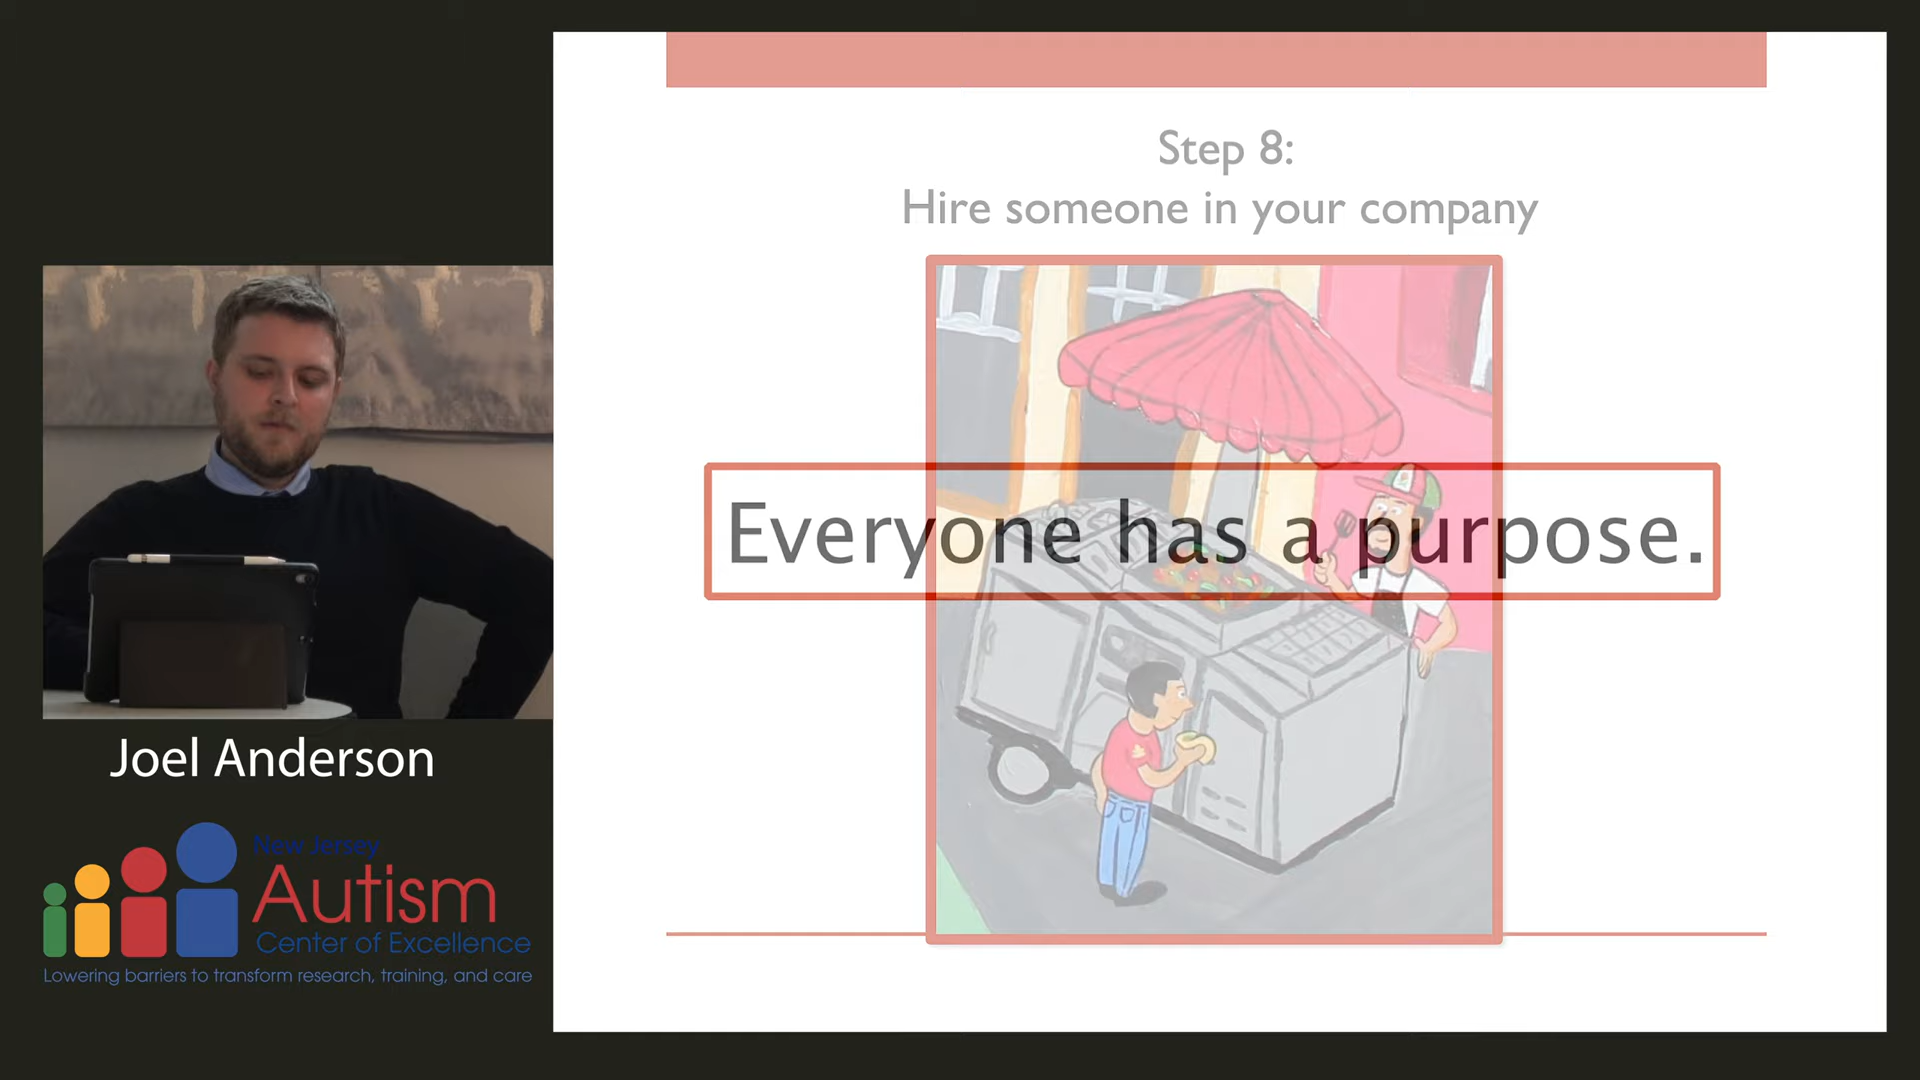 Step 8:
Hire someone in your company
Everyone has a purpose.
Joel Anderson
New Jersey
Autism
Center of Excellence
Lowering barriers to transform research, training, and care